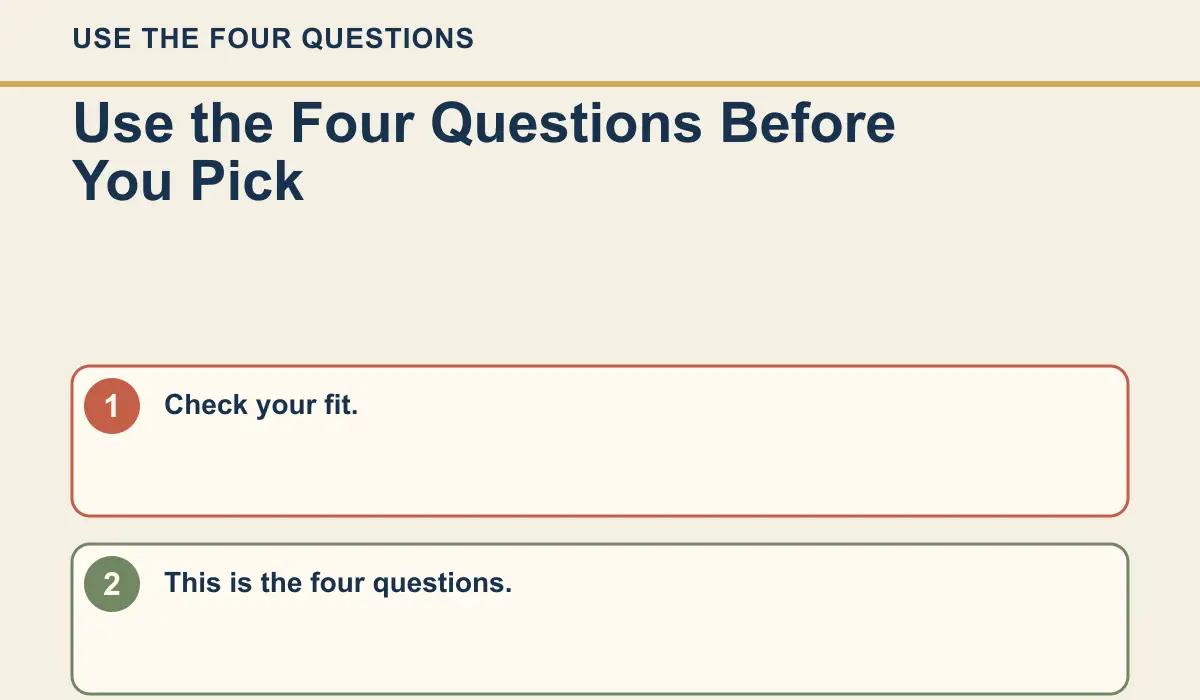 USE THE FOUR QUESTIONS
Use the Four Questions Before
You Pick
1
Check your fit.
2
This is the four questions.